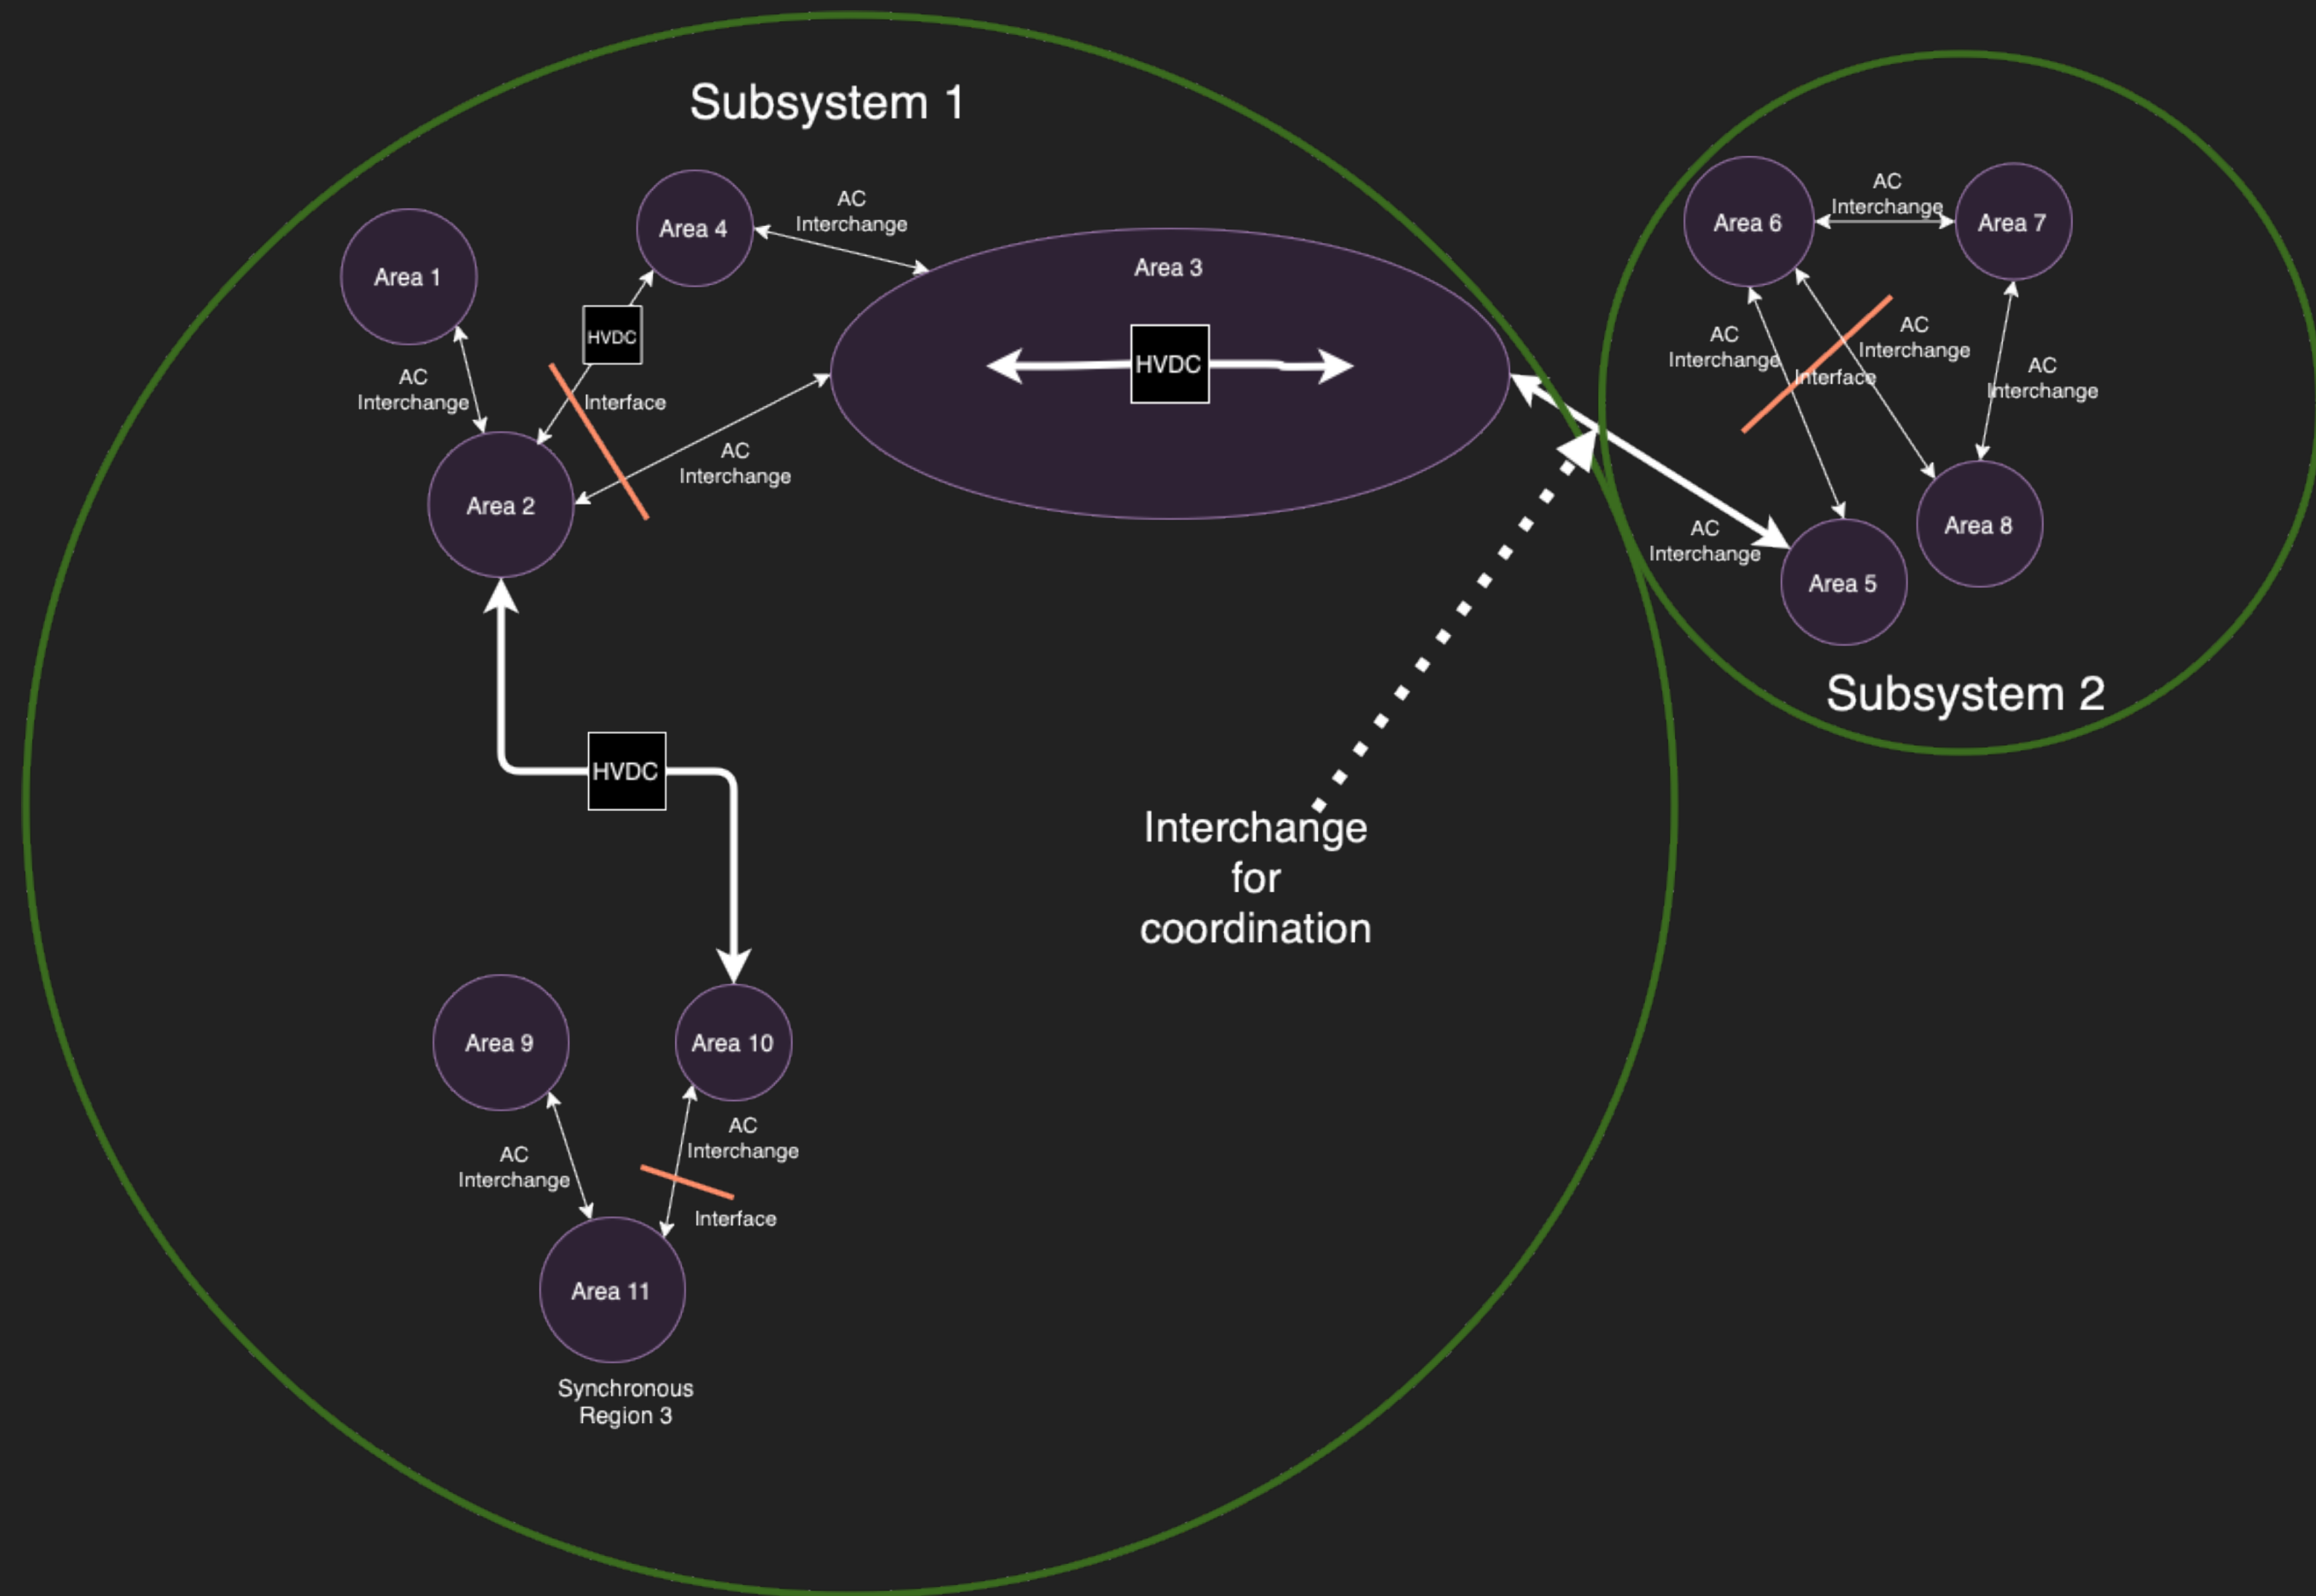 Subsystem 1
AC
Interchange
Area 4
Area 1
Area 3
HVDC
HVDC
AC
Interchange
Interface
AC
Interchange
Area 2
AC
Interchange
Area 6
Area 7
AC
Interchange
AC
Interchange
Interface
AC
Interchange
AC
Interchange
Area 8
Area 5
Subsystem 2
HVDC
Interchange
for
coordination
Area 9
Area 10
AC
Interchange
AC
Interchange
Interface
Area 11
Synchronous
Region 3